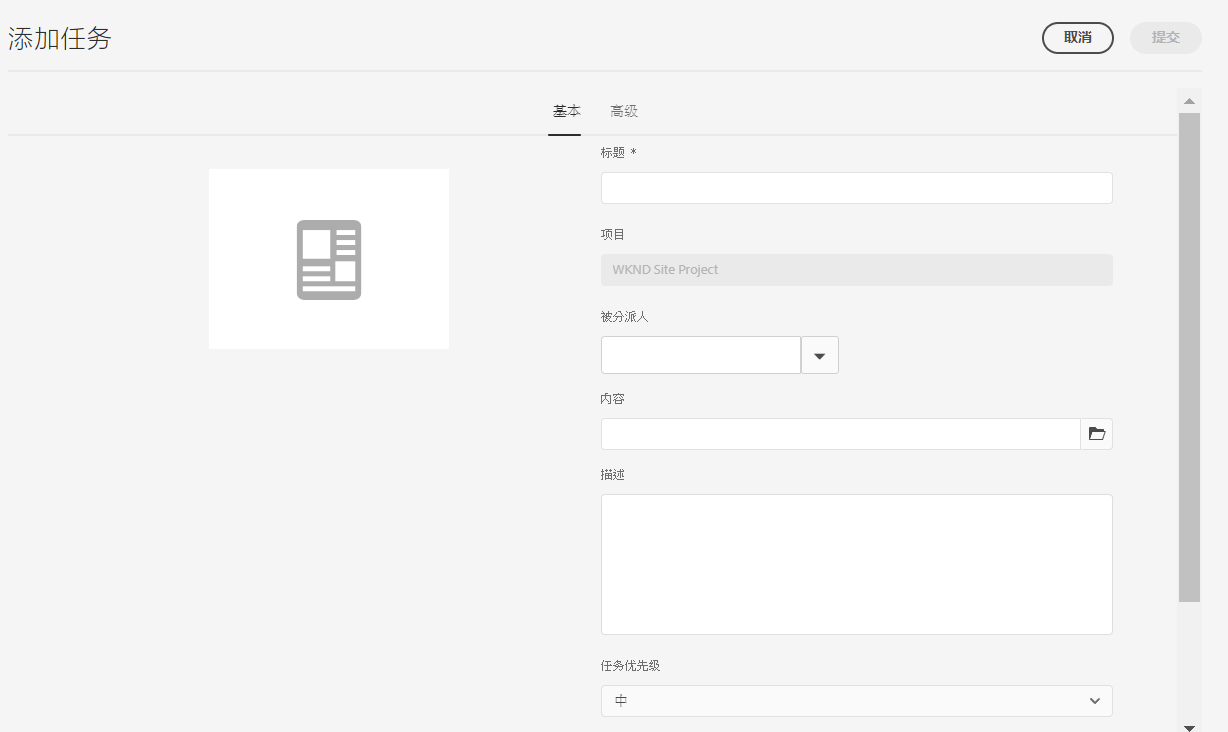 添加任务
取消
提交
基本
高级
标题 *
项目
WKND Site Project
被分派人
内容
描述
任务优先级
中